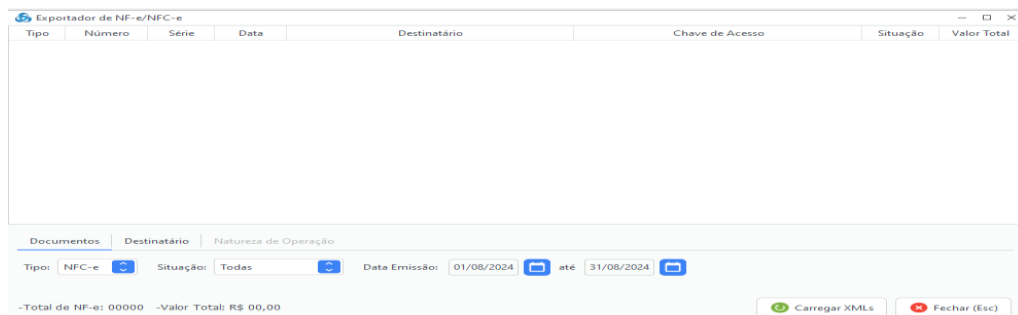 Exportador de NF-e/NFC-e
Tipo Número Série Data Destinatário Chave de Acesso Situação Valor Total
Documentos Destinatário Natureza de Operação
Tipo: NFC-e Situação: Todas Data Emissão: 01/08/2024 até 31/08/2024
-Total de NF-e: 00000 -Valor Total: R$ 00,00 Carregar XMLs Fechar (Esc)